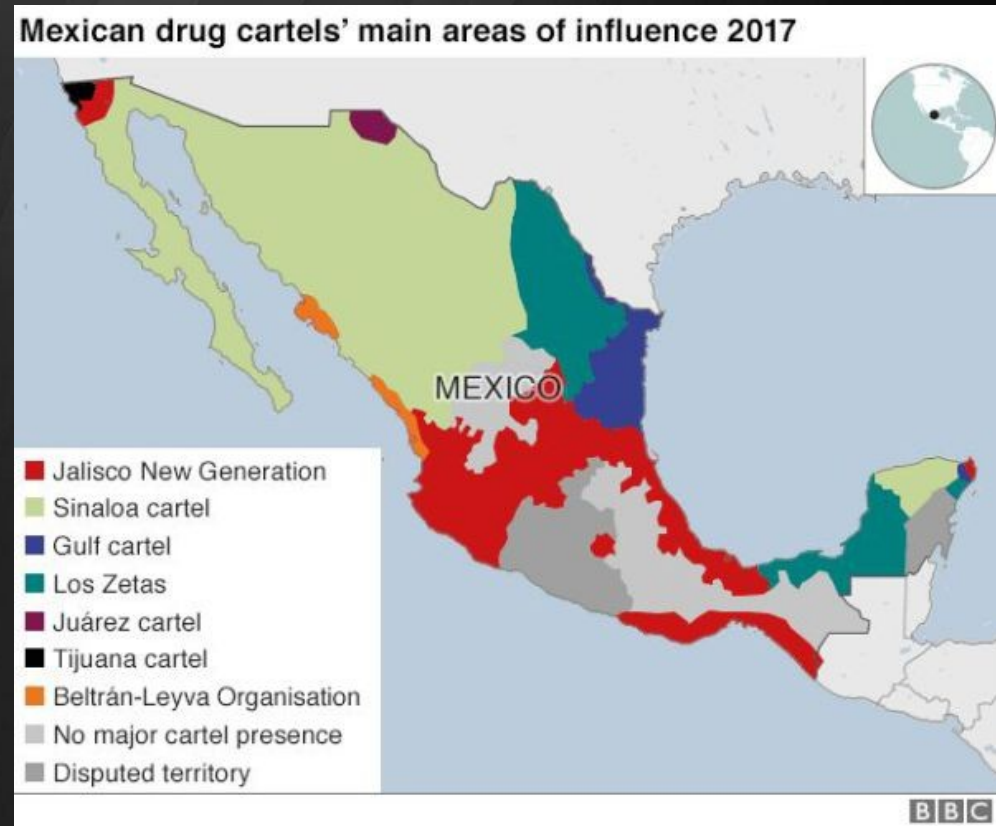 Mexican drug cartels' main areas of influence 2017
MEXICO
Jalisco New Generation
Sinaloa cartel
Gulf cartel
Los Zetas
Juárez cartel
Tijuana cartel
Beltrán-Leyva Organisation
No major cartel presence
Disputed territory
BBC